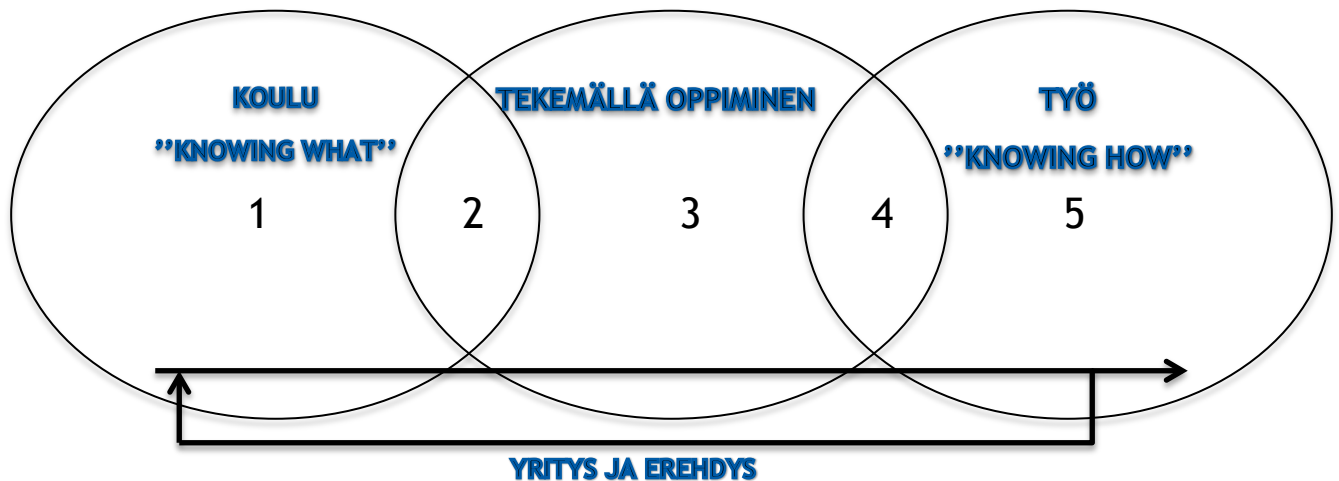 KOULU
’’KNOWING WHAT’’
1
2
TEKEMÄLLÄ OPPIMINEN
3
4
TYÖ
’’KNOWING HOW’’
5
YRITYS JA EREHDYS